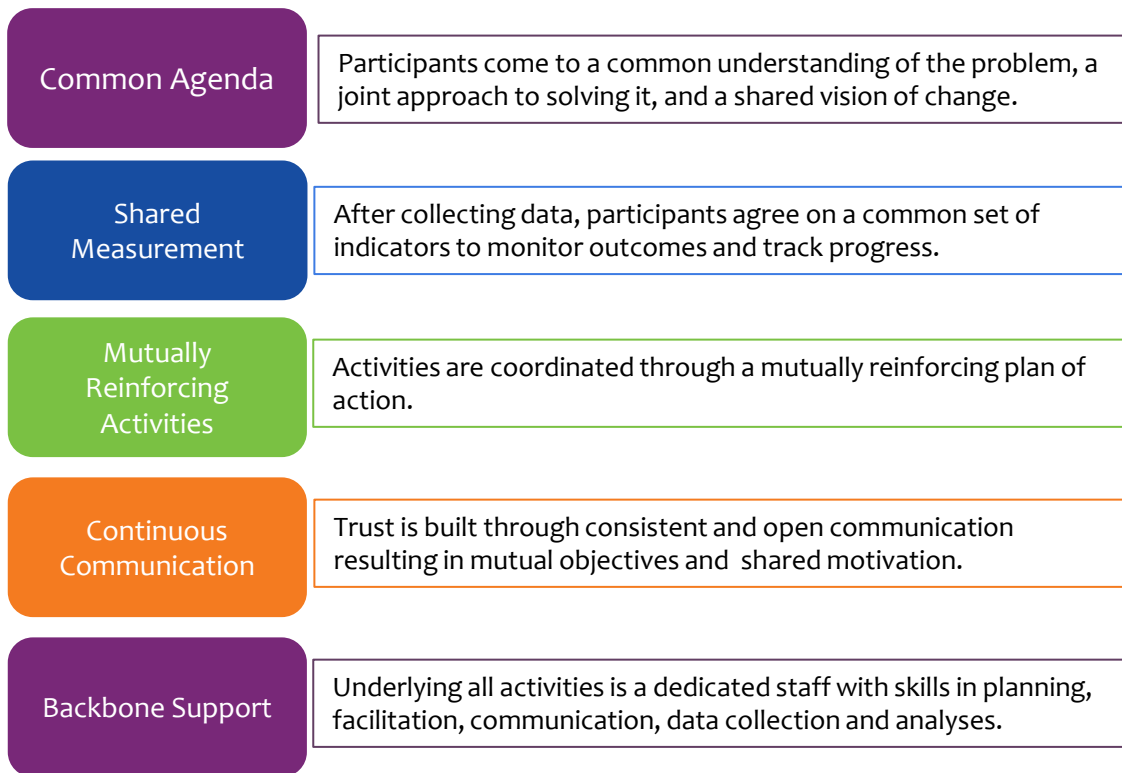 Common Agenda
Participants come to a common understanding of the problem, a
joint approach to solving it, and a shared vision of change.
Shared
Measurement
After collecting data, participants agree on a common set of
indicators to monitor outcomes and track progress.
Mutually
Reinforcing
Activities
Activities are coordinated through a mutually reinforcing plan of
action.
Continuous
Communication
Trust is built through consistent and open communication
resulting in mutual objectives and  shared motivation.
Backbone Support
Underlying all activities is a dedicated staff with skills in planning,
facilitation, communication, data collection and analyses.